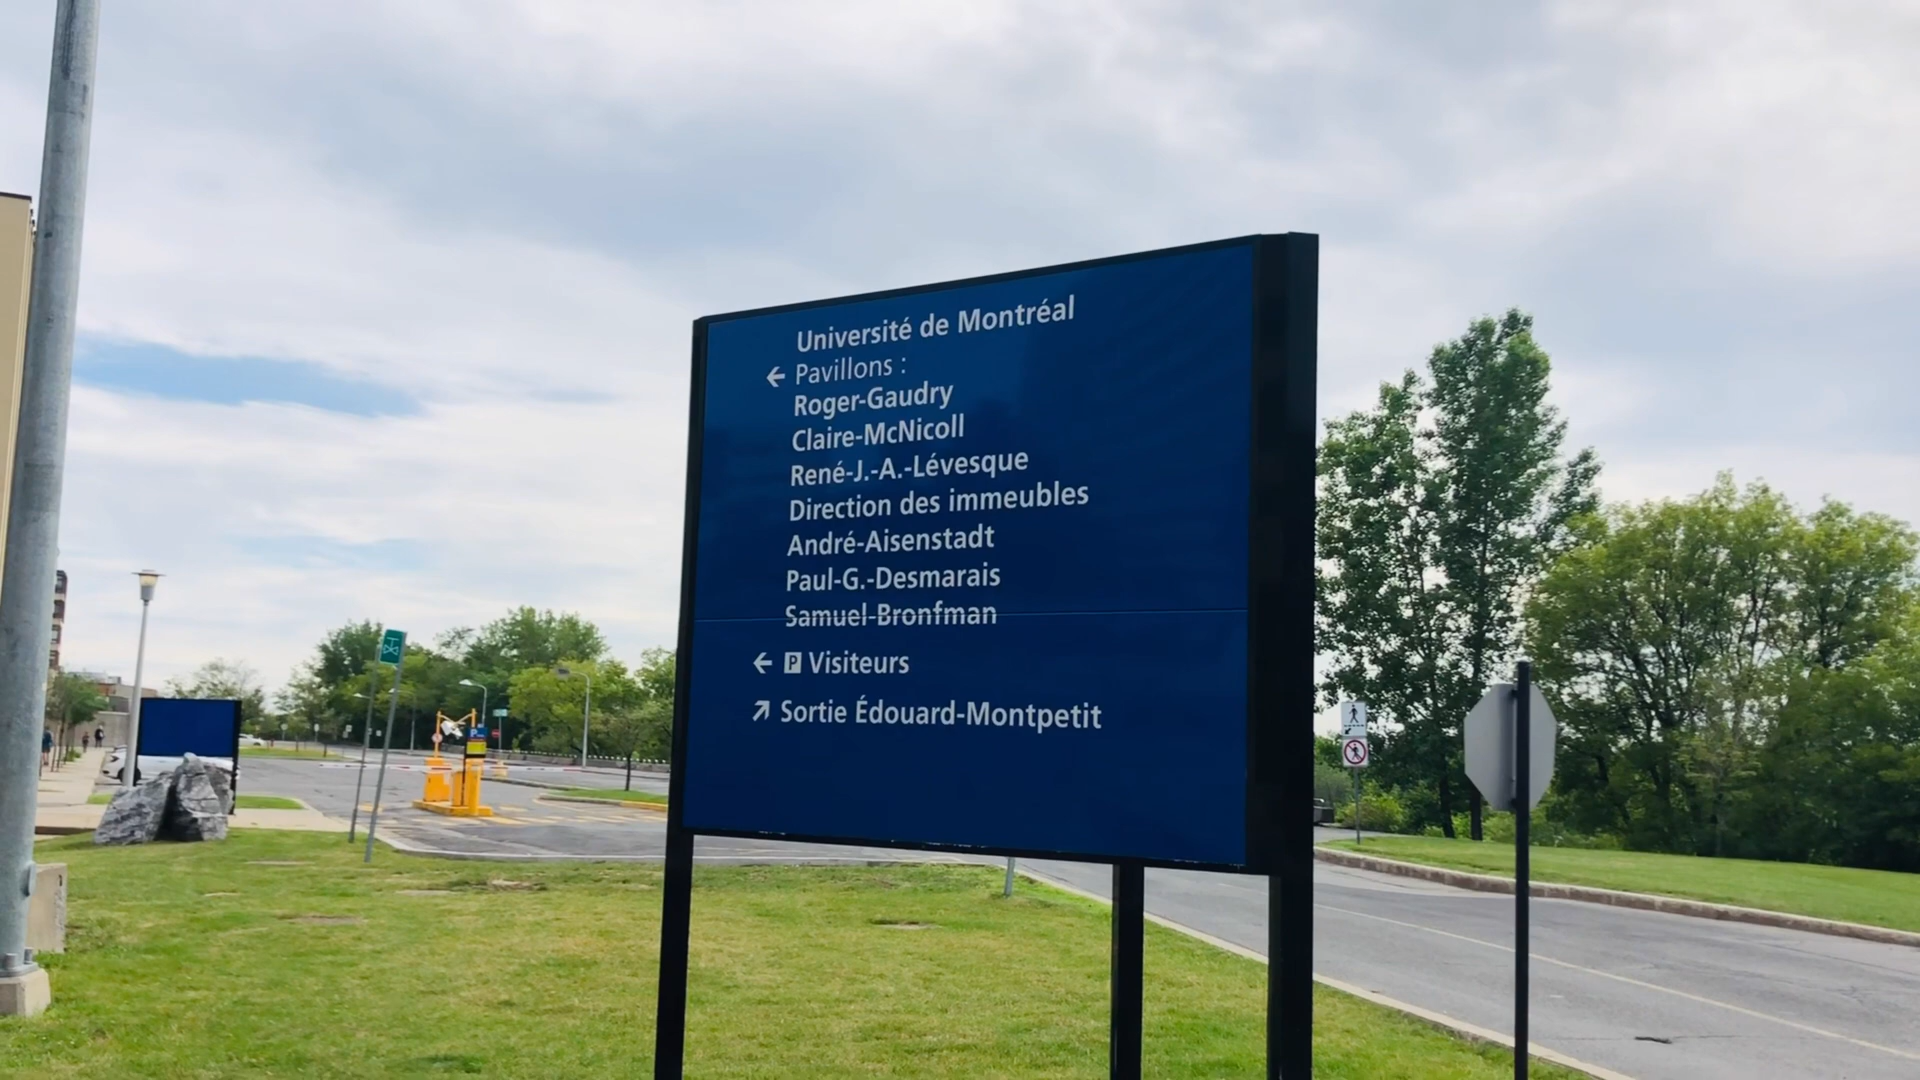 Université de Montréal
← Pavillons :
Roger-Gaudry
Claire-McNicoll
René-J.-A.-Lévesque
Direction des immeubles
André-Aisenstadt
Paul-G.-Desmarais
Samuel-Bronfman
← P Visiteurs
↗ Sortie Édouard-Montpetit